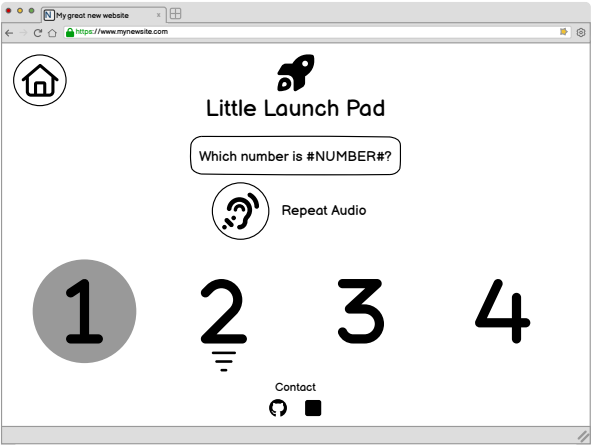 My great new website
https://www.mynewsite.com
Little Launch Pad
Which number is #NUMBER#?
Repeat Audio
1 2 3 4
Contact